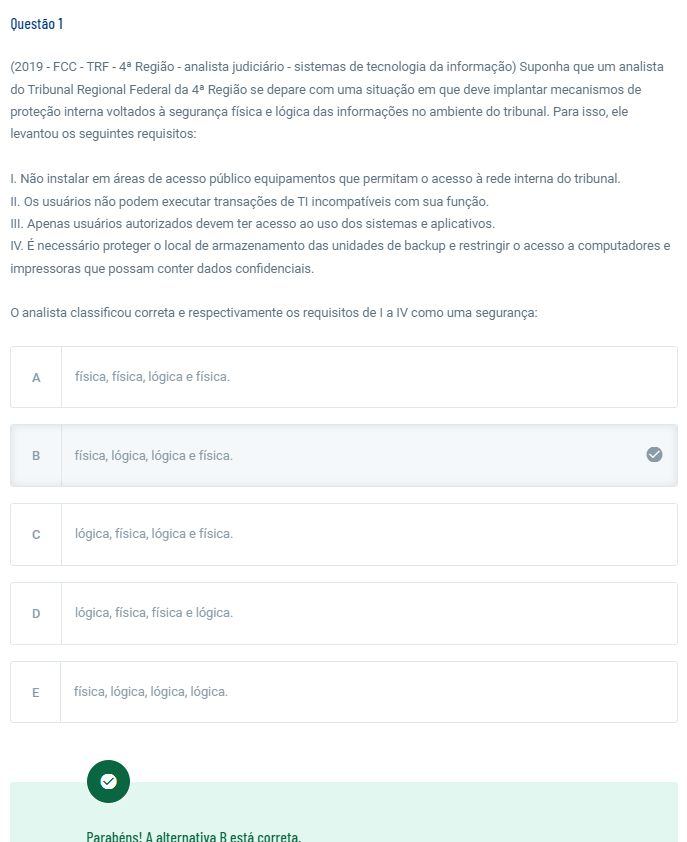 Questão 1
(2019 - FCC - TRF - 4ª Região - analista judiciário - sistemas de tecnologia da informação) Suponha que um analista
do Tribunal Regional Federal da 4ª Região se depare com uma situação em que deve implantar mecanismos de
proteção interna voltados à segurança física e lógica das informações no ambiente do tribunal. Para isso, ele
levantou os seguintes requisitos:
I. Não instalar em áreas de acesso público equipamentos que permitam o acesso à rede interna do tribunal.
II. Os usuários não podem executar transações de TI incompatíveis com sua função.
III. Apenas usuários autorizados devem ter acesso ao uso dos sistemas e aplicativos.
IV. É necessário proteger o local de armazenamento das unidades de backup e restringir o acesso a computadores e
impressoras que possam conter dados confidenciais.
O analista classificou correta e respectivamente os requisitos de I a IV como uma segurança:
A física, física, lógica e física.
B física, lógica, lógica e física.
C lógica, física, lógica e física.
D lógica, física, física e lógica.
E física, lógica, lógica, lógica.
Parabéns! A alternativa B está correta.